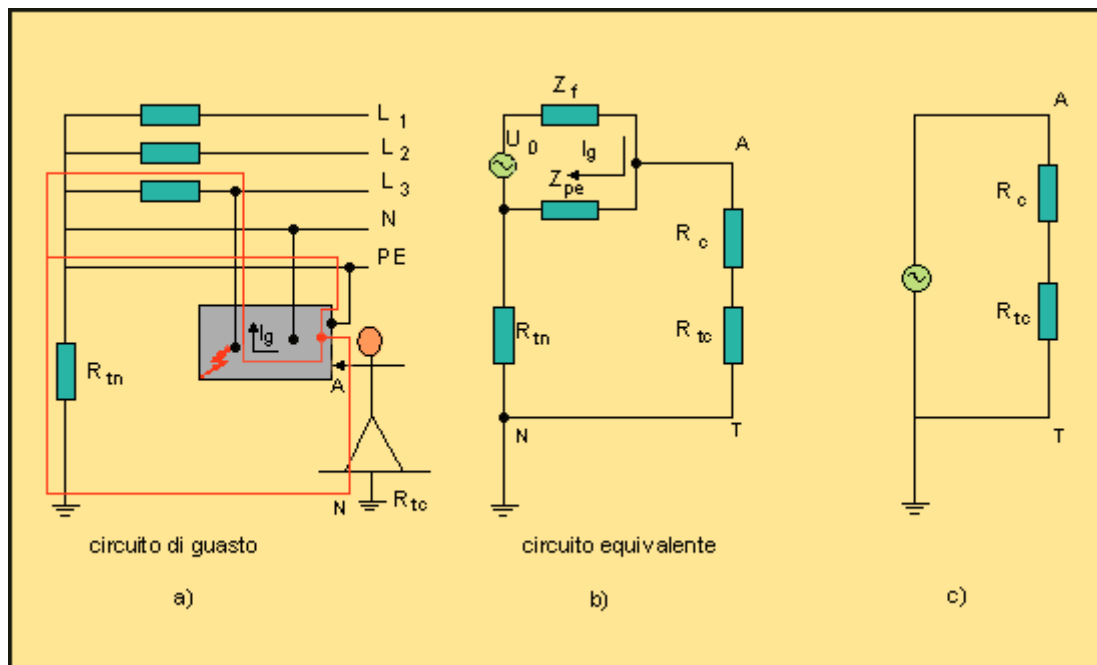 L 1
L 2
L 3
N
PE
Ig
R tn
A
N
R tc
circuito di guasto
a)
Z f
U 0
Ig
Z pe
A
R c
R tn
R tc
N
T
circuito equivalente
b)
A
R c
R tc
T
c)